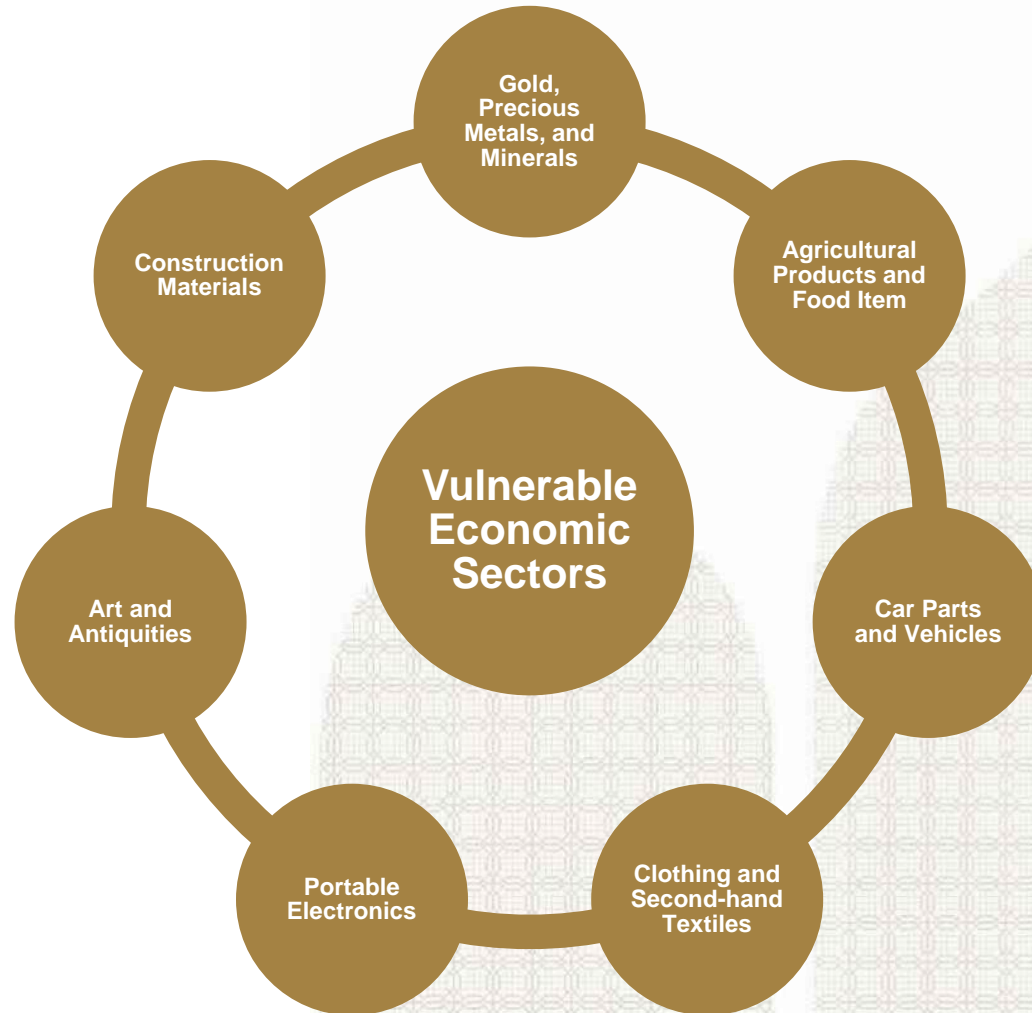 Gold,
Precious
Metals, and
Minerals
Agricultural
Products and
Food Item
Car Parts
and Vehicles
Clothing and
Second-hand
Textiles
Portable
Electronics
Art and
Antiquities
Construction
Materials
Vulnerable
Economic
Sectors